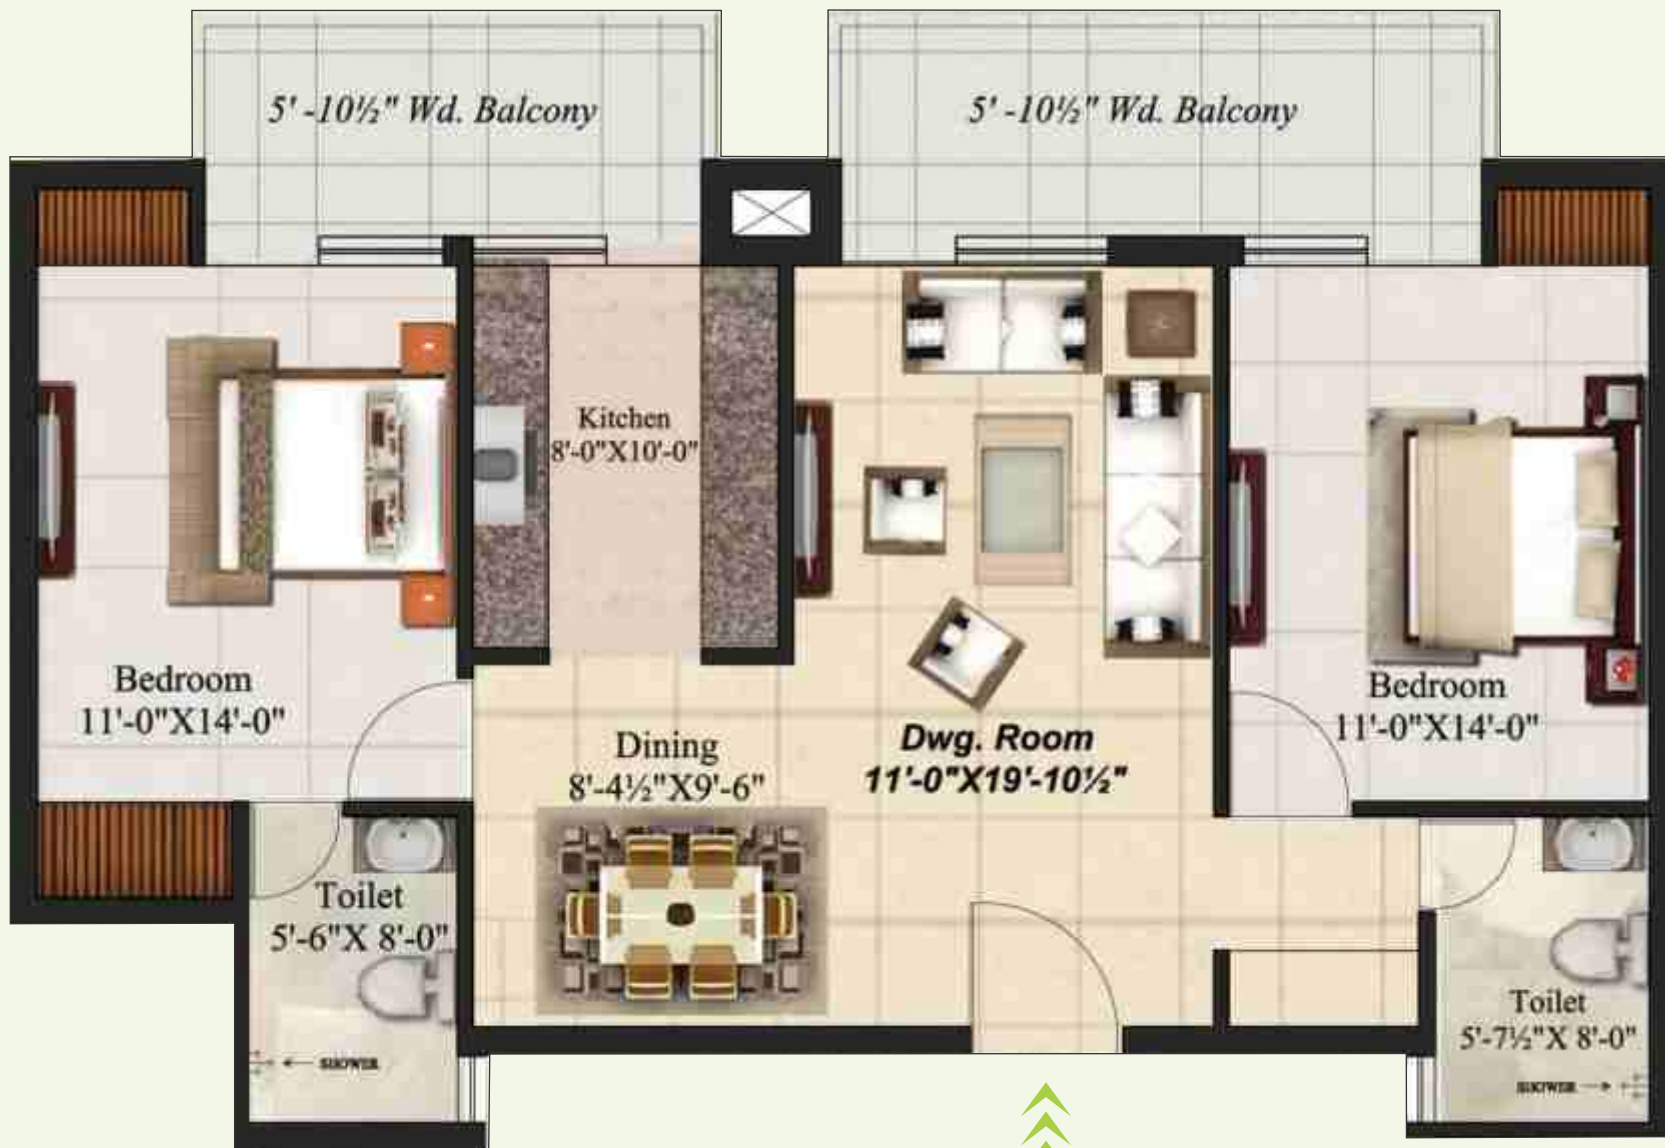 5' -10½" Wd. Balcony
5' -10½" Wd. Balcony
Kitchen
8'-0"X10'-0"
Bedroom
11'-0"X14'-0"
Bedroom
11'-0"X14'-0"
Dining
8'-4½"X9'-6"
Dwg. Room
11'-0"X19'-10½"
Toilet
5'-6"X 8'-0"
Toilet
5'-7½"X 8'-0"
SHOWER
SHOWER